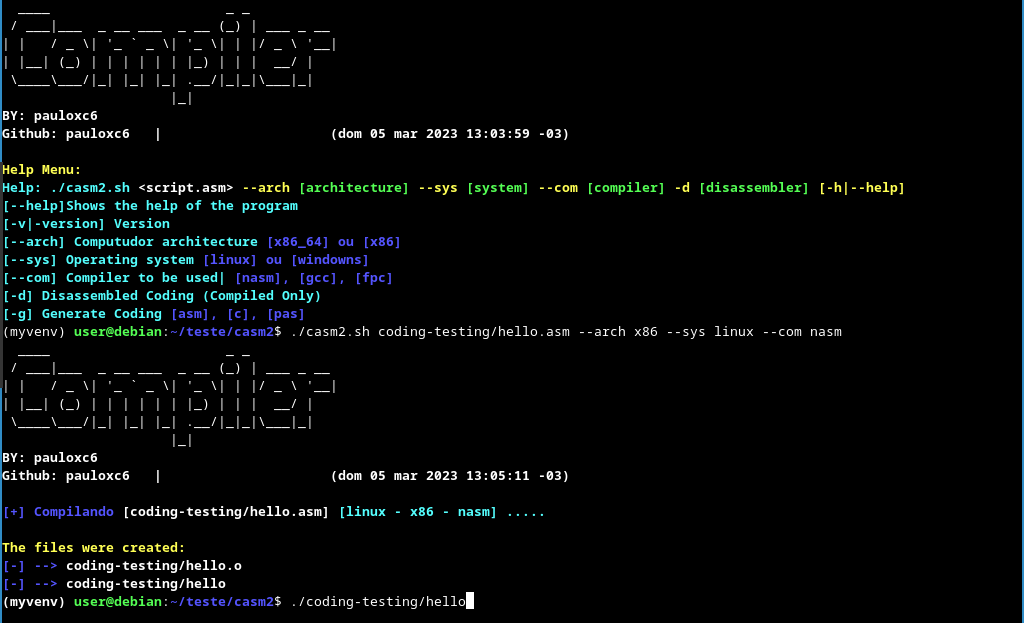 ____                      _ _
 / ___|___  _ __ ___  _ __ (_) | ___ _ __
| |   / _ \| '_ ` _ \| '_ \| | |/ _ \ '__|
| |__| (_) | | | | | | |_) | | |  __/ |
 \____\___/|_| |_| |_| .__/|_|_|\___|_|
                     |_|
BY: pauloxc6
Github: pauloxc6   |                     (dom 05 mar 2023 13:03:59 -03)
Help Menu:
Help: ./casm2.sh <script.asm> --arch [architecture] --sys [system] --com [compiler] -d [disassembler] [-h|--help]
[--help]Shows the help of the program
[-v|-version] Version
[--arch] Computudor architecture [x86_64] ou [x86]
[--sys] Operating system [linux] ou [windowns]
[--com] Compiler to be used| [nasm], [gcc], [fpc]
[-d] Disassembled Coding (Compiled Only)
[-g] Generate Coding [asm], [c], [pas]
(myvenv) user@debian:~/teste/casm2$ ./casm2.sh coding-testing/hello.asm --arch x86 --sys linux --com nasm
  ____                      _ _
 / ___|___  _ __ ___  _ __ (_) | ___ _ __
| |   / _ \| '_ ` _ \| '_ \| | |/ _ \ '__|
| |__| (_) | | | | | | |_) | | |  __/ |
 \____\___/|_| |_| |_| .__/|_|_|\___|_|
                     |_|
BY: pauloxc6
Github: pauloxc6   |                     (dom 05 mar 2023 13:05:11 -03)
[+] Compilando [coding-testing/hello.asm] [linux - x86 - nasm] .....
The files were created:
[-] --> coding-testing/hello.o
[-] --> coding-testing/hello
(myvenv) user@debian:~/teste/casm2$ ./coding-testing/hello